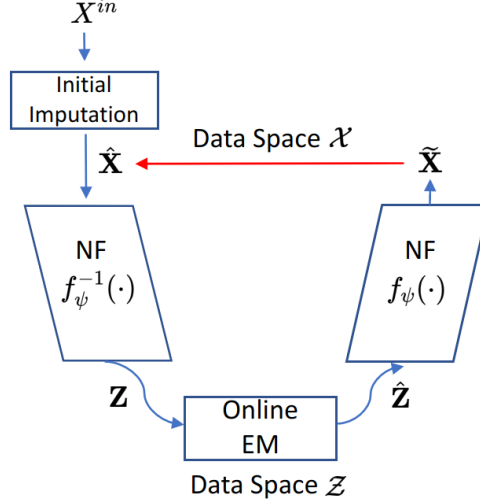 X^{in}
Initial
Imputation
Data Space 𝒳
X̂
X̃
NF
f_ψ^{-1}(·)
NF
f_ψ(·)
Z
Online
EM
Ẑ
Data Space 𝒵